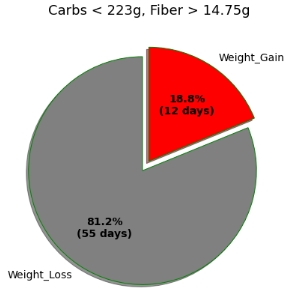 Carbs < 223g, Fiber > 14.75g
Weight_Gain
18.8%
(12 days)
81.2%
(55 days)
Weight_Loss